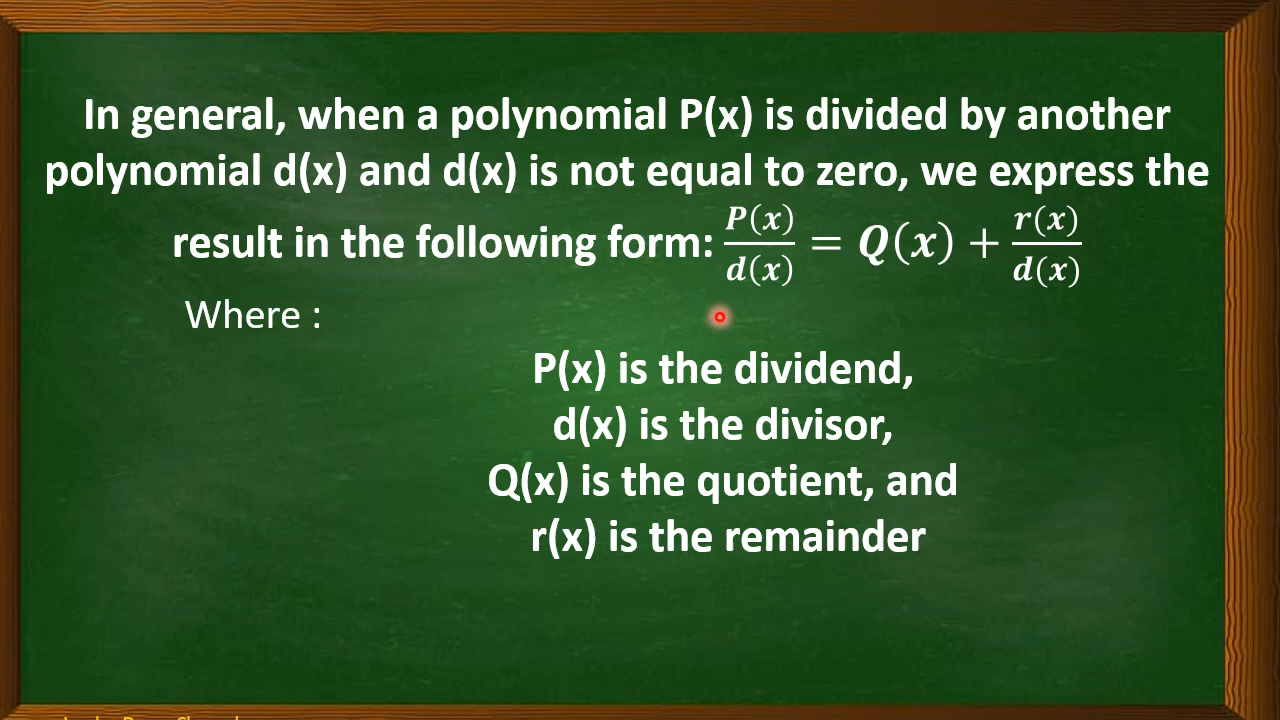 In general, when a polynomial P(x) is divided by another
polynomial d(x) and d(x) is not equal to zero, we express the
result in the following form: P(x)/d(x) = Q(x) + r(x)/d(x)
Where :
P(x) is the dividend,
d(x) is the divisor,
Q(x) is the quotient, and
r(x) is the remainder